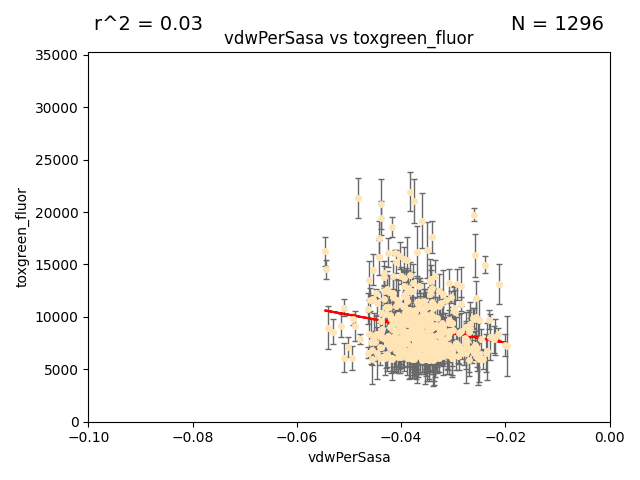 r^2 = 0.03
N = 1296
vdwPerSasa vs toxgreen_fluor
35000
30000
25000
20000
15000
10000
5000
0
toxgreen_fluor
−0.10
−0.08
−0.06
−0.04
−0.02
0.00
vdwPerSasa